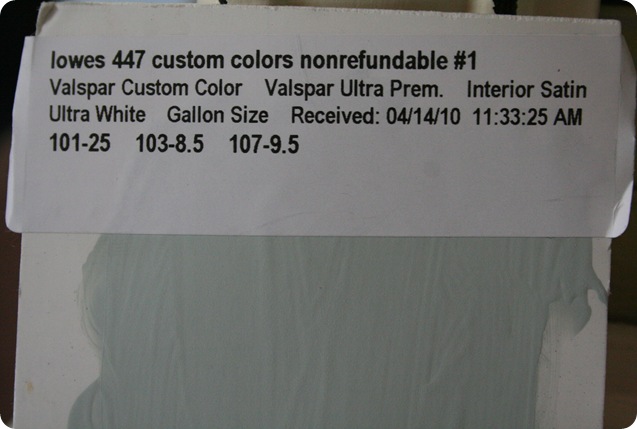 lowes 447 custom colors nonrefundable #1
Valspar Custom Color Valspar Ultra Prem. Interior Satin
Ultra White Gallon Size Received: 04/14/10 11:33:25 AM
101-25 103-8.5 107-9.5